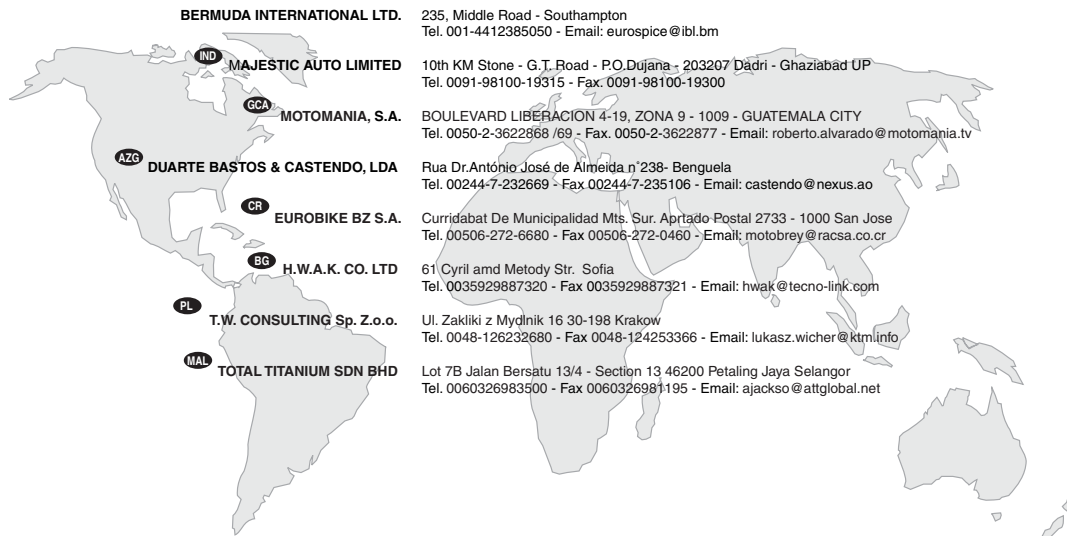 BERMUDA INTERNATIONAL LTD. 235, Middle Road - Southampton
Tel. 001-4412385050 - Email: eurospice@ibl.bm
IND MAJESTIC AUTO LIMITED 10th KM Stone - G.T. Road - P.O.Dujana - 203207 Dadri - Ghaziabad UP
Tel. 0091-98100-19315 - Fax. 0091-98100-19300
GCA MOTOMANIA, S.A. BOULEVARD LIBERACION 4-19, ZONA 9 - 1009 - GUATEMALA CITY
Tel. 0050-2-3622868 /69 - Fax. 0050-2-3622877 - Email: roberto.alvarado@motomania.tv
AZG DUARTE BASTOS & CASTENDO, LDA Rua Dr.António José de Almeida n°238- Benguela
Tel. 00244-7-232669 - Fax 00244-7-235106 - Email: castendo@nexus.ao
CR EUROBIKE BZ S.A. Curridabat De Municipalidad Mts. Sur. Aprtado Postal 2733 - 1000 San Jose
Tel. 00506-272-6680 - Fax 00506-272-0460 - Email: motobrey@racsa.co.cr
BG H.W.A.K. CO. LTD 61 Cyril amd Metody Str. Sofia
Tel. 0035929887320 - Fax 0035929887321 - Email: hwak@tecno-link.com
PL T.W. CONSULTING Sp. Z.o.o. Ul. Zakliki z Mydlnik 16 30-198 Krakow
Tel. 0048-126232680 - Fax 0048-124253366 - Email: lukasz.wicher@ktm.info
MAL TOTAL TITANIUM SDN BHD Lot 7B Jalan Bersatu 13/4 - Section 13 46200 Petaling Jaya Selangor
Tel. 0060326983500 - Fax 0060326981195 - Email: ajackso@attglobal.net